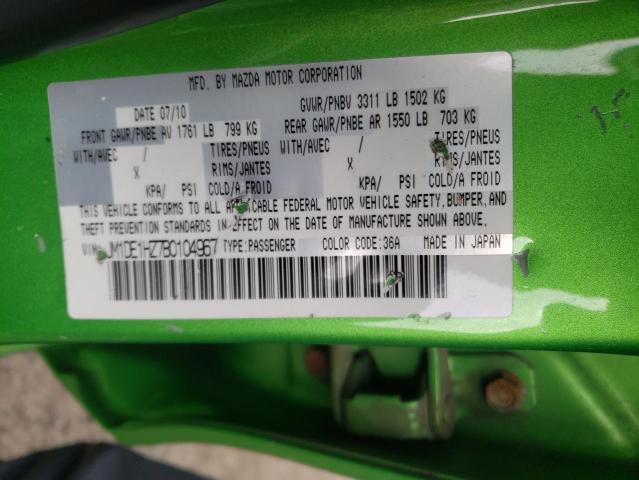 MFD. BY MAZDA MOTOR CORPORATION
DATE 07/10 GVWR/PNBV 3311 LB 1502 KG
FRONT GAWR/PNBE AV 1761 LB 799 KG REAR GAWR/PNBE AR 1550 LB 703 KG
WITH/AVEC / TIRES/PNEUS WITH/AVEC / TIRES/PNEUS
X RIMS/JANTES X RIMS/JANTES
KPA/ PSI COLD/A FROID KPA/ PSI COLD/A FROID
THIS VEHICLE CONFORMS TO ALL FEDERAL MOTOR VEHICLE SAFETY, BUMPER, AND
THEFT PREVENTION STANDARDS IN EFFECT ON THE DATE OF MANUFACTURE SHOWN ABOVE.
VIN: JM1DE1HZ7B0104967 TYPE:PASSENGER COLOR CODE:36A MADE IN JAPAN